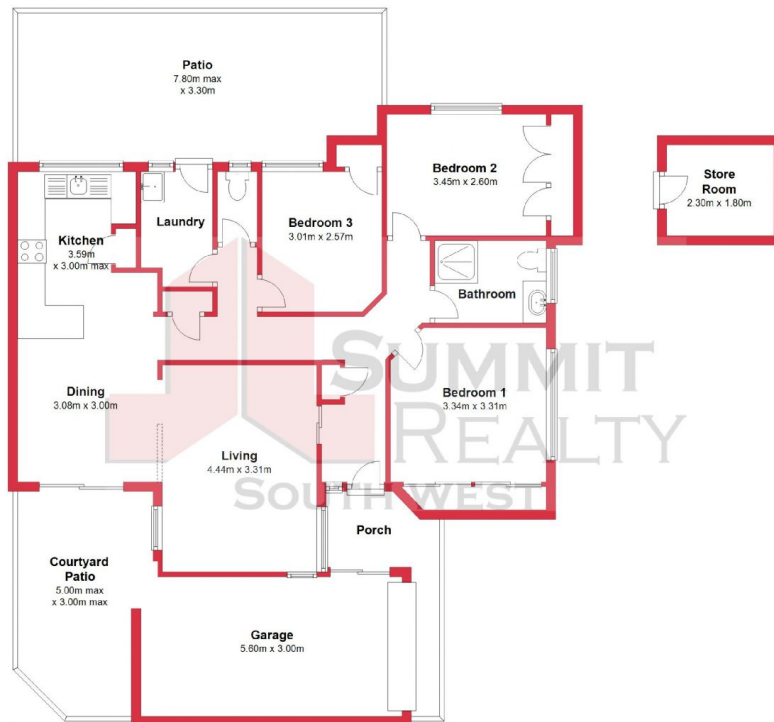 Patio
7.80m max
x 3.30m
Bedroom 2
3.45m x 2.60m
Store
Room
2.30m x 1.80m
Laundry
Bedroom 3
3.01m x 2.57m
Kitchen
3.59m
x 3.00m max
Bathroom
Dining
3.08m x 3.00m
Bedroom 1
3.34m x 3.31m
Living
4.44m x 3.31m
SUMMIT
REALTY
SOUTH WEST
Porch
Courtyard
Patio
5.00m max
x 3.00m max
Garage
5.60m x 3.00m